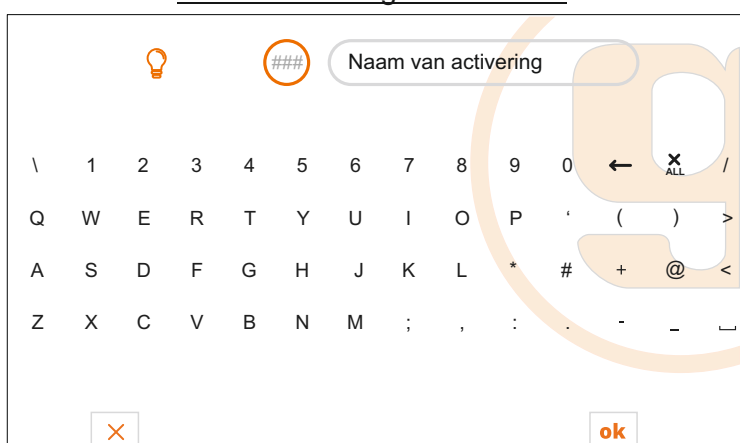 ### Naam van activering
\ 1 2 3 4 5 6 7 8 9 0 ← X ALL /
Q W E R T Y U I O P ‘ ( ) >
A S D F G H J K L * # + @ <
Z X C V B N M ; , : . - _ ⎵
× ok